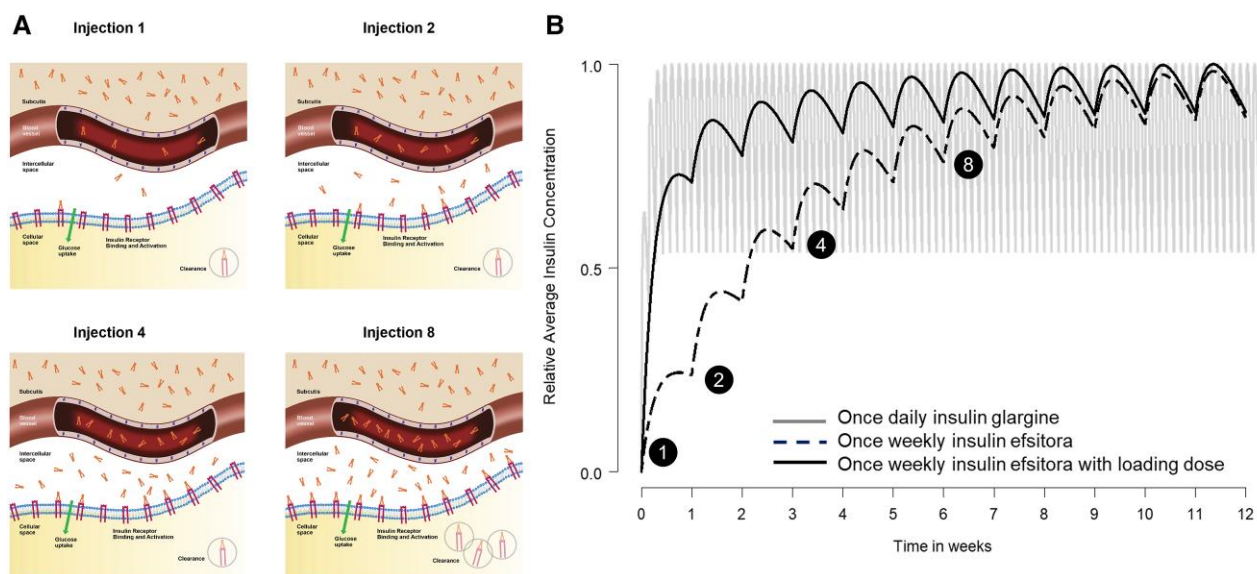 A
Injection 1
Subcutis
Blood
vessel
Intercellular
space
Cellular
space
Glucose
uptake
Insulin Receptor
Binding and Activation
Clearance
Injection 2
Subcutis
Blood
vessel
Intercellular
space
Cellular
space
Glucose
uptake
Insulin Receptor
Binding and Activation
Clearance
Injection 4
Subcutis
Blood
vessel
Intercellular
space
Cellular
space
Glucose
uptake
Insulin Receptor
Binding and Activation
Clearance
Injection 8
Subcutis
Blood
vessel
Intercellular
space
Cellular
space
Glucose
uptake
Insulin Receptor
Binding and Activation
Clearance
B
Relative Average Insulin Concentration
1.0
0.5
0.0
1
2
4
8
Once daily insulin glargine
Once weekly insulin efsitora
Once weekly insulin efsitora with loading dose
0 1 2 3 4 5 6 7 8 9 10 11 12
Time in weeks